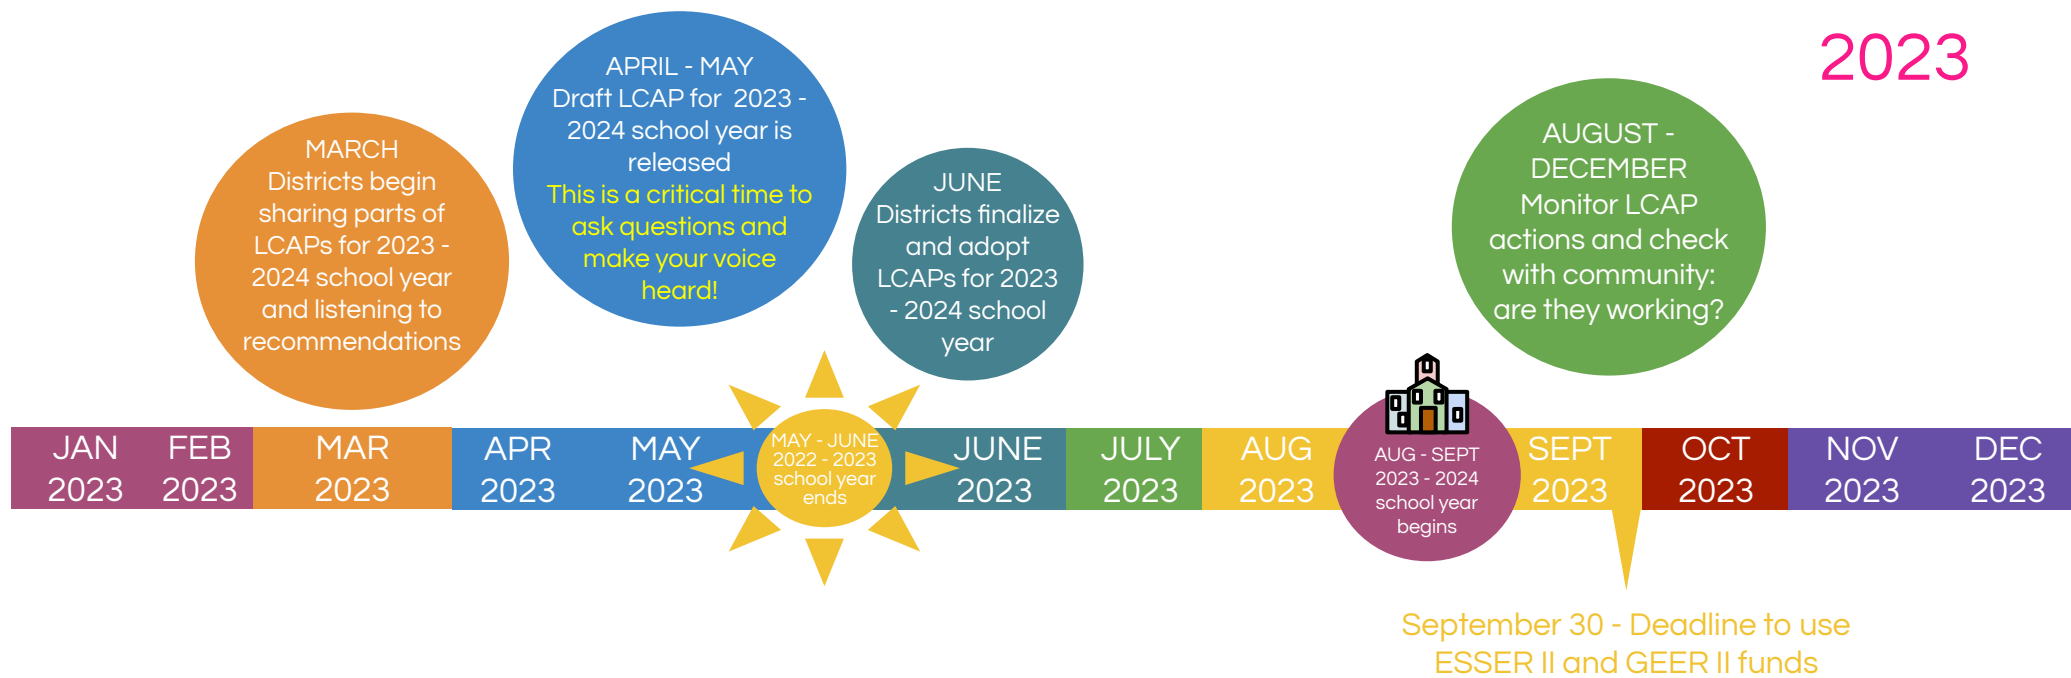 2023
MARCH
Districts begin
sharing parts of
LCAPs for 2023 -
2024 school year
and listening to
recommendations
APRIL - MAY
Draft LCAP for 2023 -
2024 school year is
released
This is a critical time to
ask questions and
make your voice
heard!
JUNE
Districts finalize
and adopt
LCAPs for 2023
- 2024 school
year
AUGUST -
DECEMBER
Monitor LCAP
actions and check
with community:
are they working?
JAN
2023
FEB
2023
MAR
2023
APR
2023
MAY
2023
MAY - JUNE
2022 - 2023
school year
ends
JUNE
2023
JULY
2023
AUG
2023
AUG - SEPT
2023 - 2024
school year
begins
SEPT
2023
OCT
2023
NOV
2023
DEC
2023
September 30 - Deadline to use
ESSER II and GEER II funds